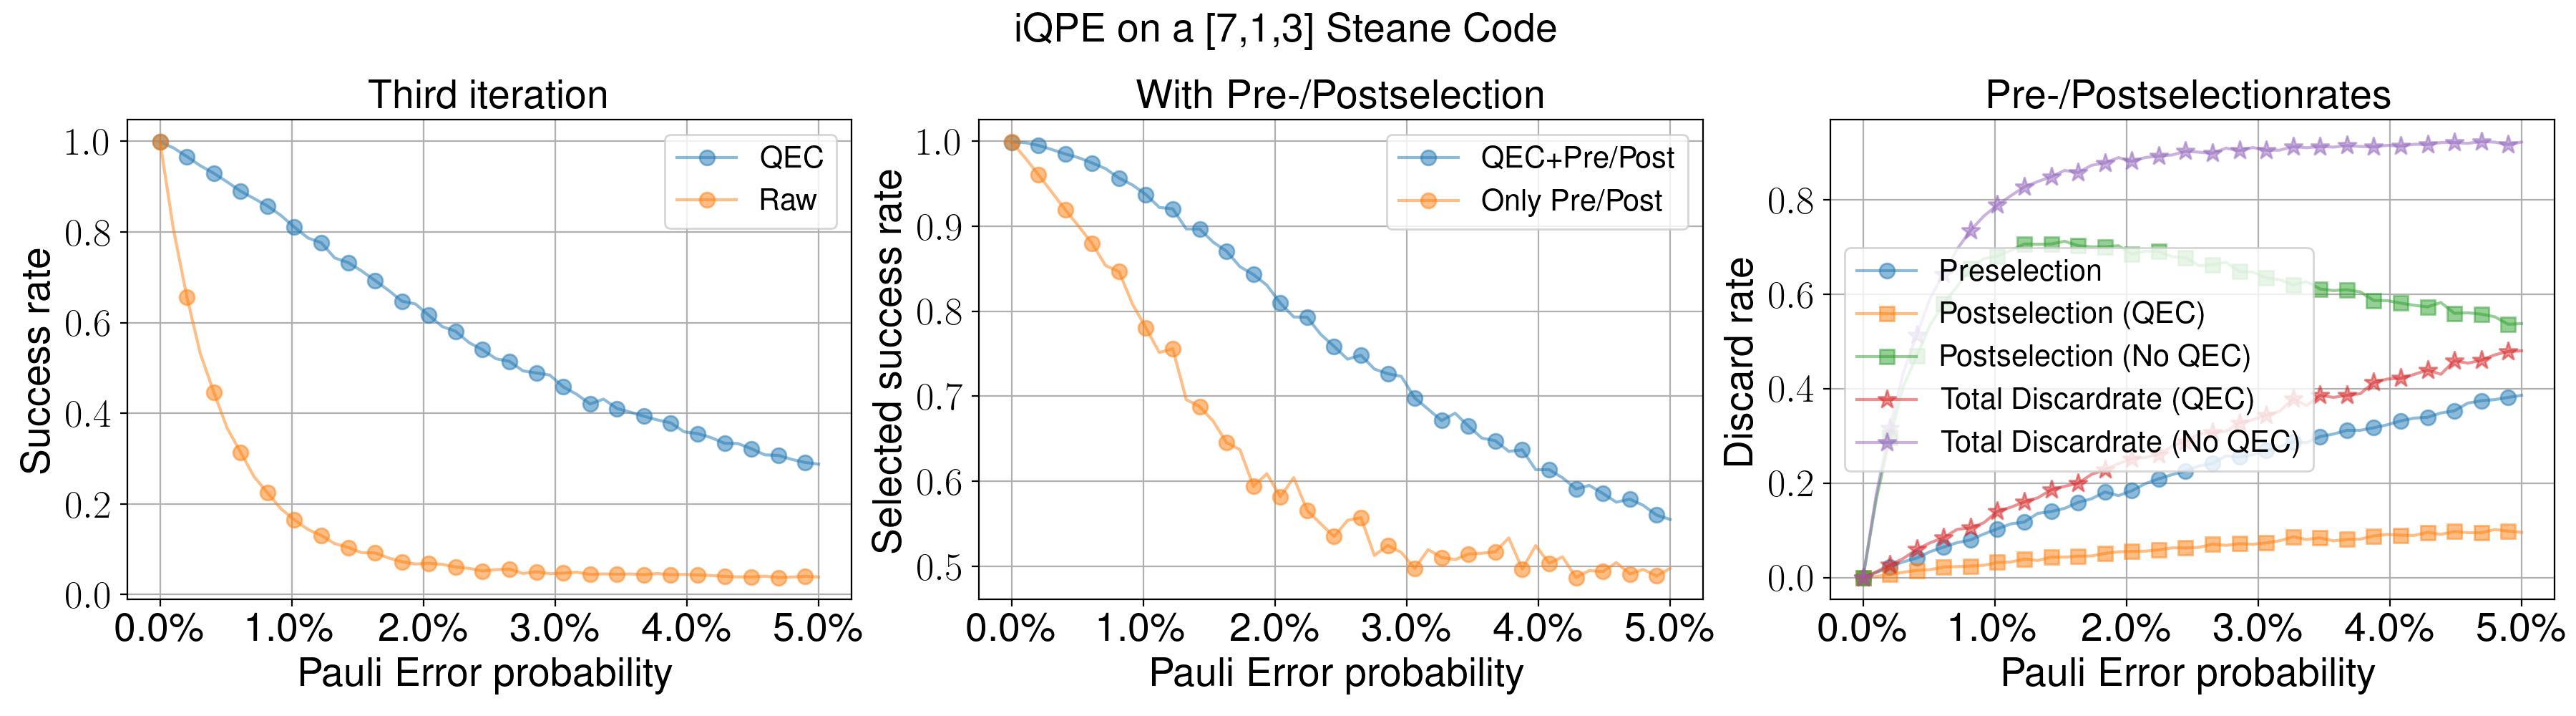 iQPE on a [7,1,3] Steane Code
Third iteration
Success rate
1.0
0.8
0.6
0.4
0.2
0.0
QEC
Raw
0.0% 1.0% 2.0% 3.0% 4.0% 5.0%
Pauli Error probability
With Pre-/Postselection
Selected success rate
1.0
0.9
0.8
0.7
0.6
0.5
QEC+Pre/Post
Only Pre/Post
0.0% 1.0% 2.0% 3.0% 4.0% 5.0%
Pauli Error probability
Pre-/Postselectionrates
Discard rate
0.8
0.6
0.4
0.2
0.0
Preselection
Postselection (QEC)
Postselection (No QEC)
Total Discardrate (QEC)
Total Discardrate (No QEC)
0.0% 1.0% 2.0% 3.0% 4.0% 5.0%
Pauli Error probability